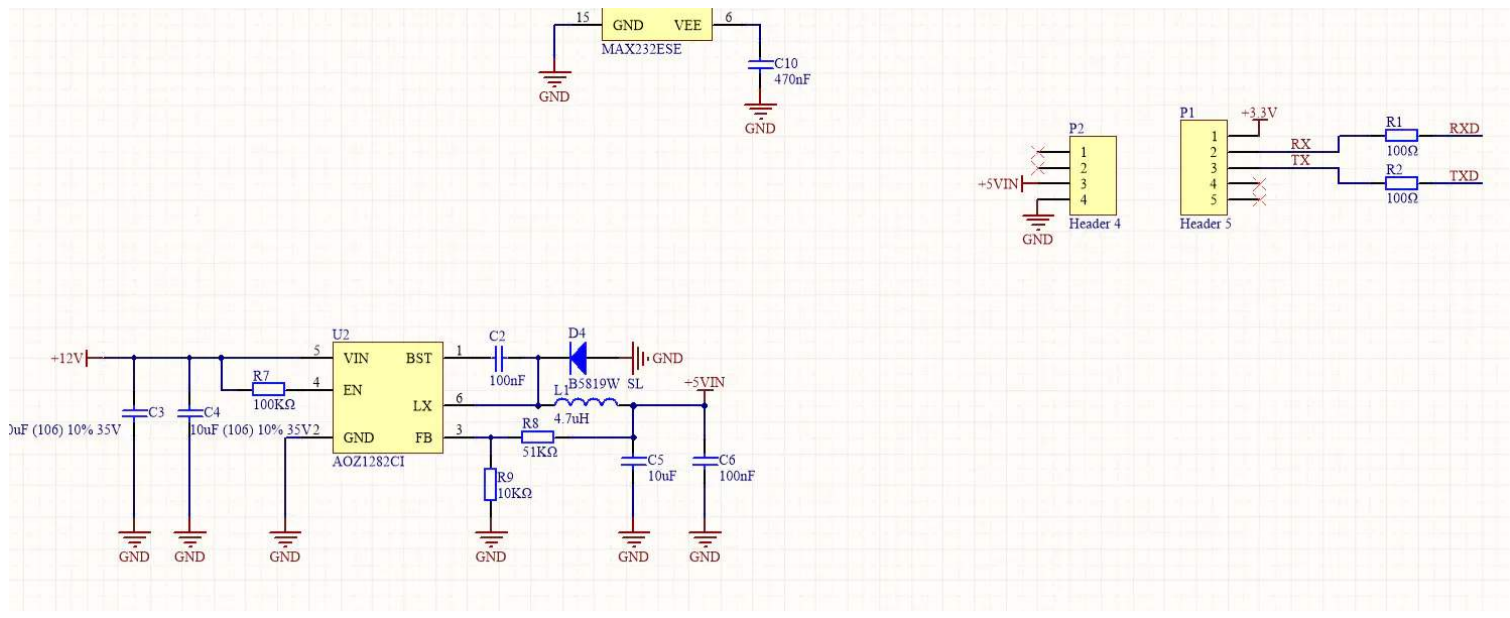 15 GND VEE 6
MAX232ESE
C10
470nF
GND
GND
P2
1
2
+5VIN 3
4
GND
Header 4
P1
+3.3V
1
2 RX
3 TX
4
5
Header 5
R1
RXD
100Ω
R2
TXD
100Ω
U2
+12V
5 VIN BST 1
R7
4 EN
100KΩ
LX 6
2 GND FB 3
AOZ1282CI
C3
0uF (106) 10% 35V
C4
10uF (106) 10% 35V
C2
100nF
D4
GND
B5819W SL
L1
4.7uH
+5VIN
R8
51KΩ
R9
10KΩ
C5
10uF
C6
100nF
GND
GND
GND
GND
GND
GND